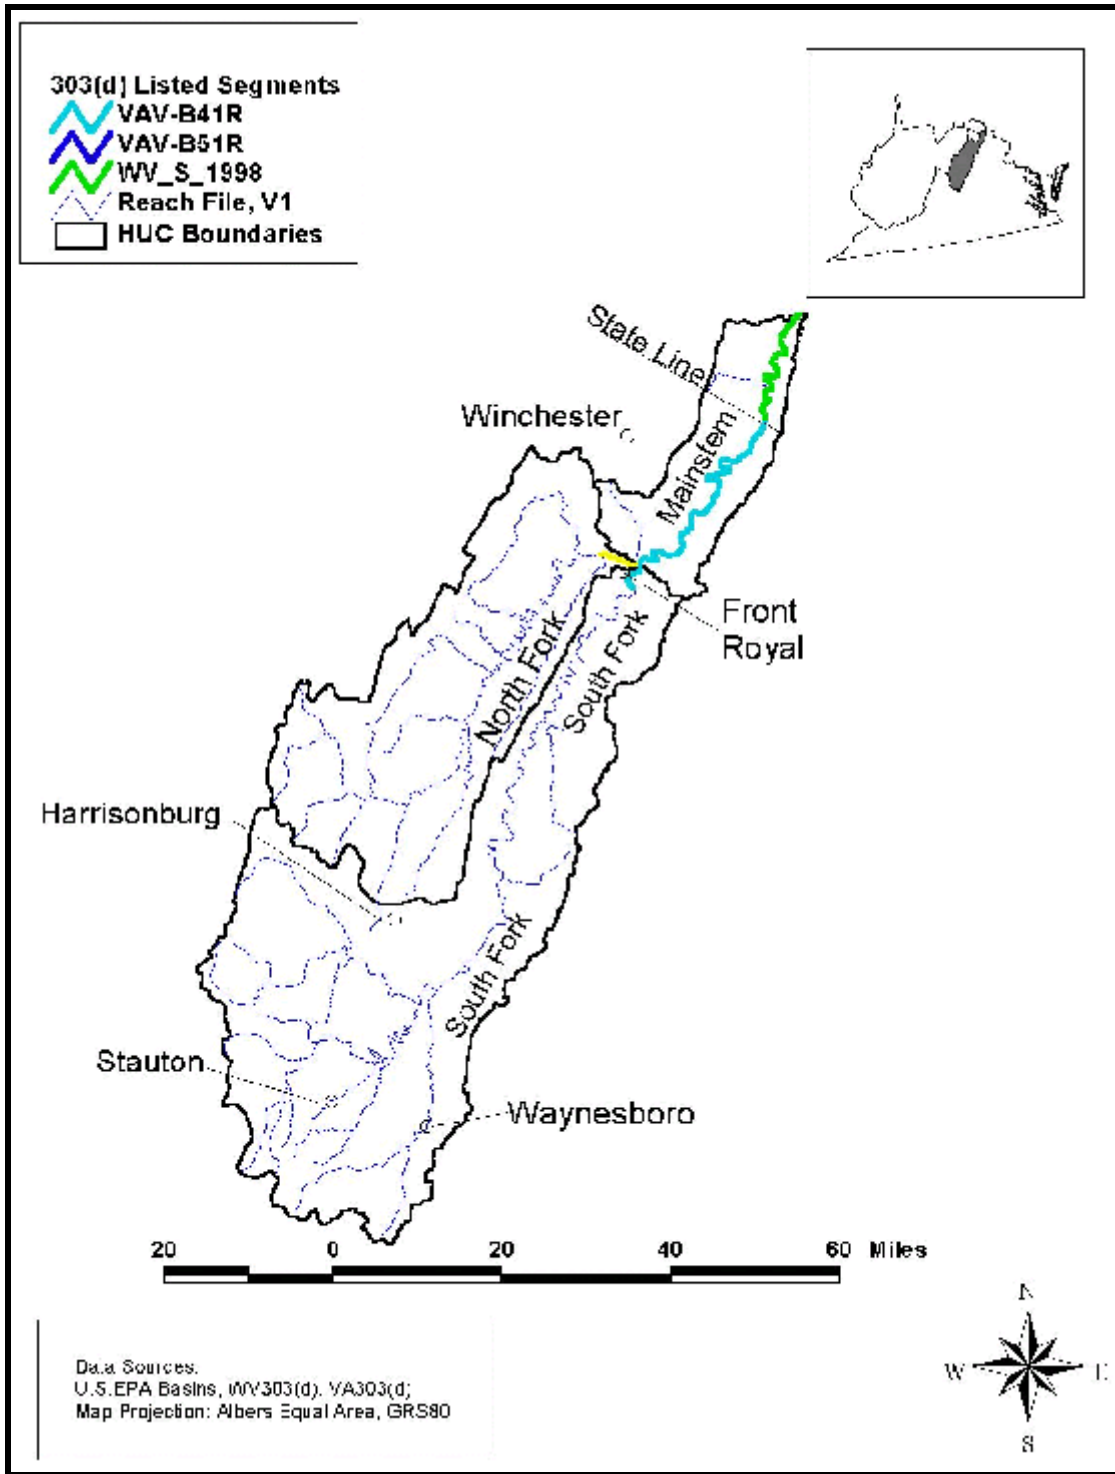 303(d) Listed Segments
VAV-B41R
VAV-B51R
WV_S_1998
Reach File, V1
HUC Boundaries
State Line
Winchester
Mainstem
Front
Royal
North Fork
South Fork
Harrisonburg
South Fork
Stauton
Waynesboro
20 0 20 40 60 Miles
N
W E
S
Data Sources:
U.S.EPA Basins, WV303(d), VA303(d;
Map Projection: Albers Equal Area, GRS80